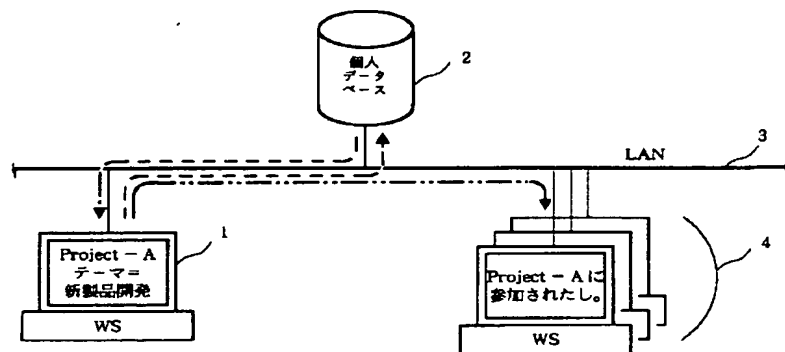 個人
データ
ベース
2
LAN
3
Project-A
テーマ=
新製品開発
1
WS
Project-Aに
参加されたし。
WS
4